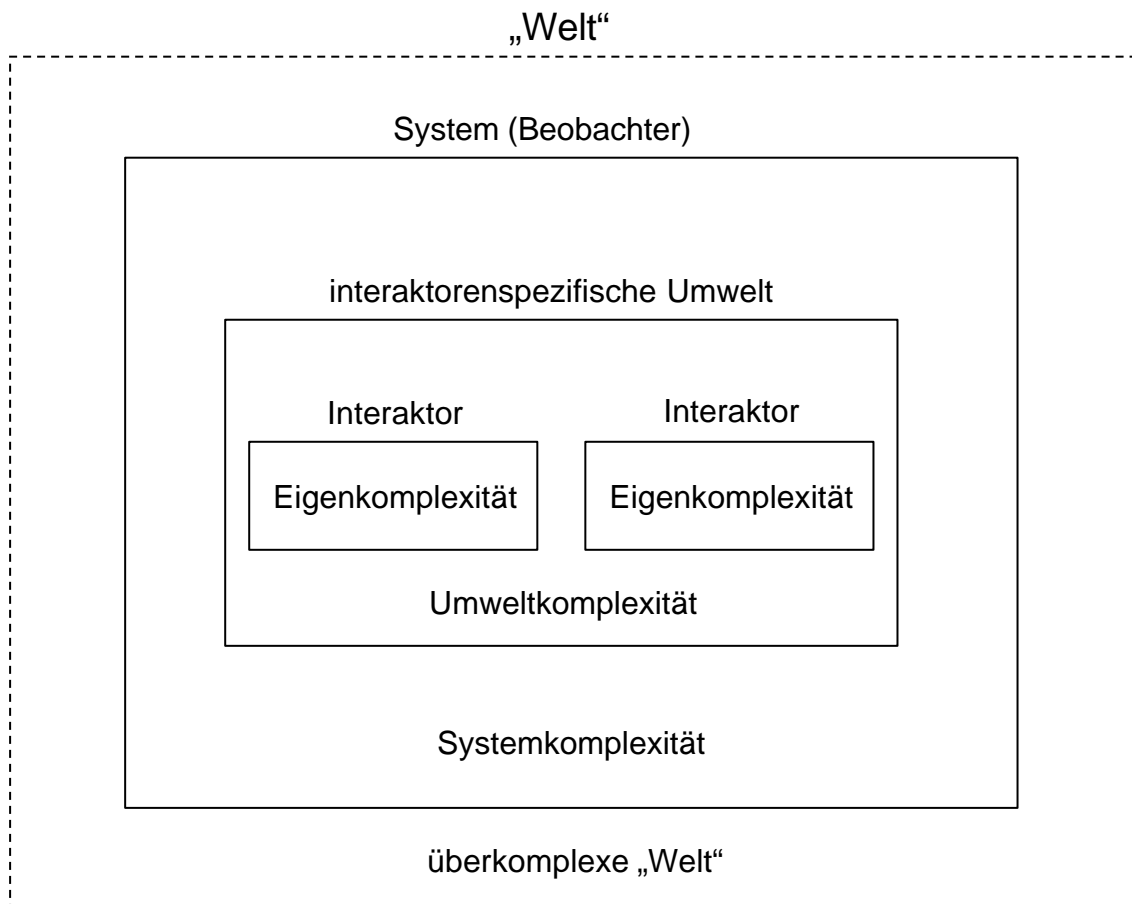 „Welt“
System (Beobachter)
interaktorenspezifische Umwelt
Interaktor Interaktor
Eigenkomplexität Eigenkomplexität
Umweltkomplexität
Systemkomplexität
überkomplexe „Welt“